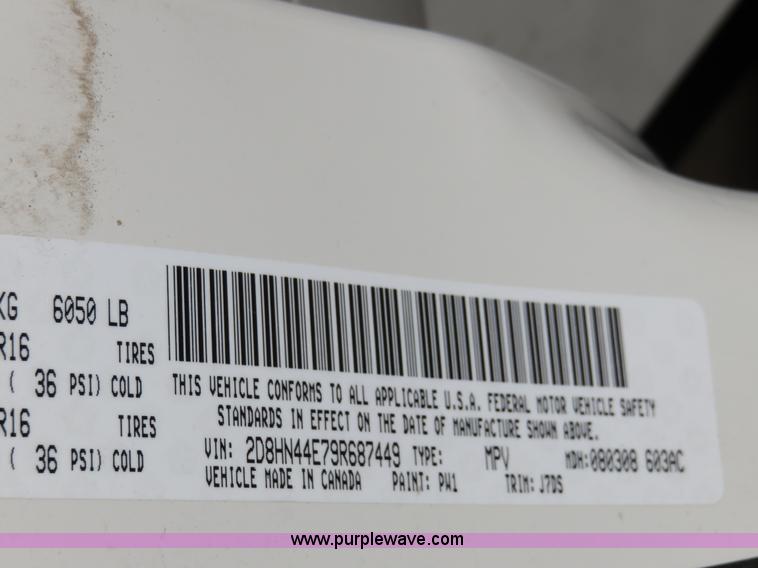 KG 6050 LB
R16 TIRES
( 36 PSI) COLD
R16 TIRES
( 36 PSI) COLD
THIS VEHICLE CONFORMS TO ALL APPLICABLE U.S.A. FEDERAL MOTOR VEHICLE SAFETY
STANDARDS IN EFFECT ON THE DATE OF MANUFACTURE SHOWN ABOVE.
VIN: 2D8HN44E79R687449 TYPE: MPV MDH:080308 603AC
VEHICLE MADE IN CANADA PAINT: PW1 TRIM: J7DS
www.purplewave.com